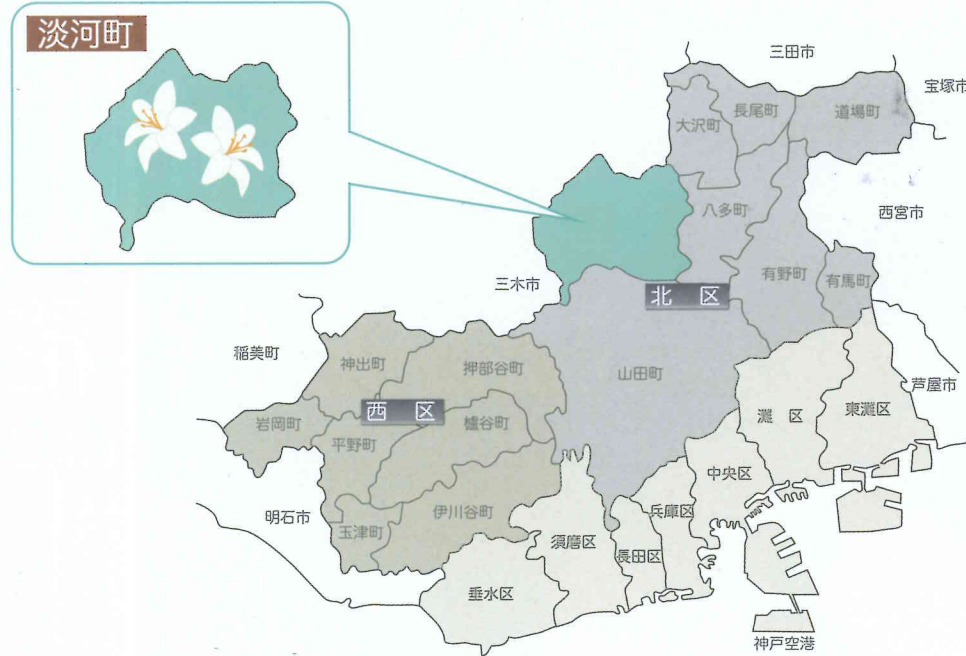 淡河町
三田市
宝塚市
大沢町
長尾町
道場町
八多町
西宮市
三木市
北区
有野町
有馬町
稲美町
神出町
押部谷町
山田町
芦屋市
西区
岩岡町
平野町
櫨谷町
灘区
東灘区
中央区
明石市
玉津町
伊川谷町
須磨区
長田区
兵庫区
垂水区
神戸空港